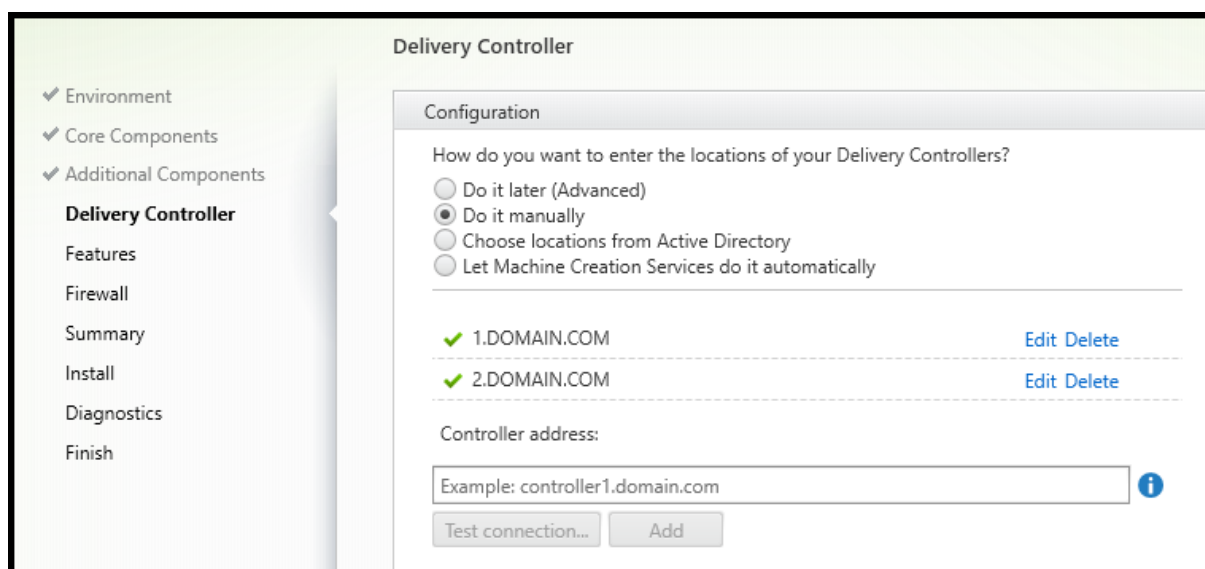 Delivery Controller
Environment
Core Components
Additional Components
Delivery Controller
Features
Firewall
Summary
Install
Diagnostics
Finish
Configuration
How do you want to enter the locations of your Delivery Controllers?
Do it later (Advanced)
Do it manually
Choose locations from Active Directory
Let Machine Creation Services do it automatically
1.DOMAIN.COM Edit Delete
2.DOMAIN.COM Edit Delete
Controller address:
Example: controller1.domain.com
Test connection... Add